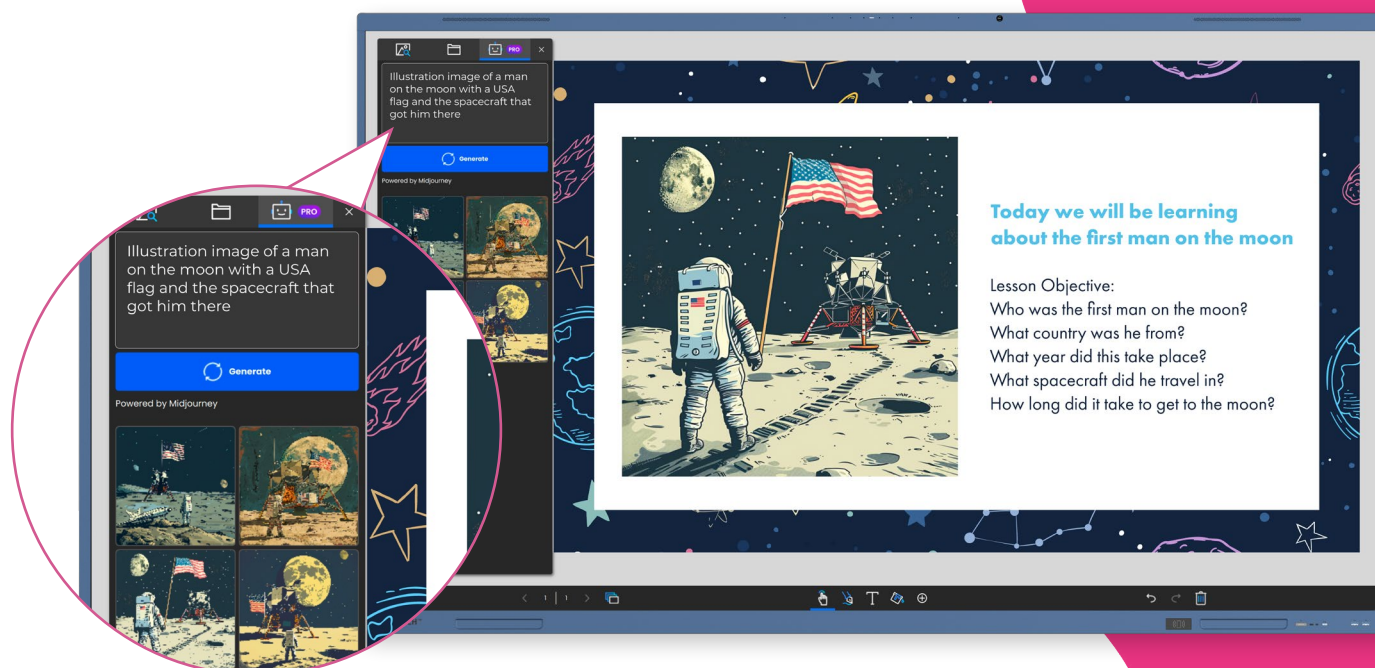 PRO
Illustration image of a man
on the moon with a USA
flag and the spacecraft that
got him there
Generate
Powered by Midjourney
PRO
Illustration image of a man
on the moon with a USA
flag and the spacecraft that
got him there
Generate
Powered by Midjourney
Today we will be learning
about the first man on the moon
Lesson Objective:
Who was the first man on the moon?
What country was he from?
What year did this take place?
What spacecraft did he travel in?
How long did it take to get to the moon?
1 | 1
T